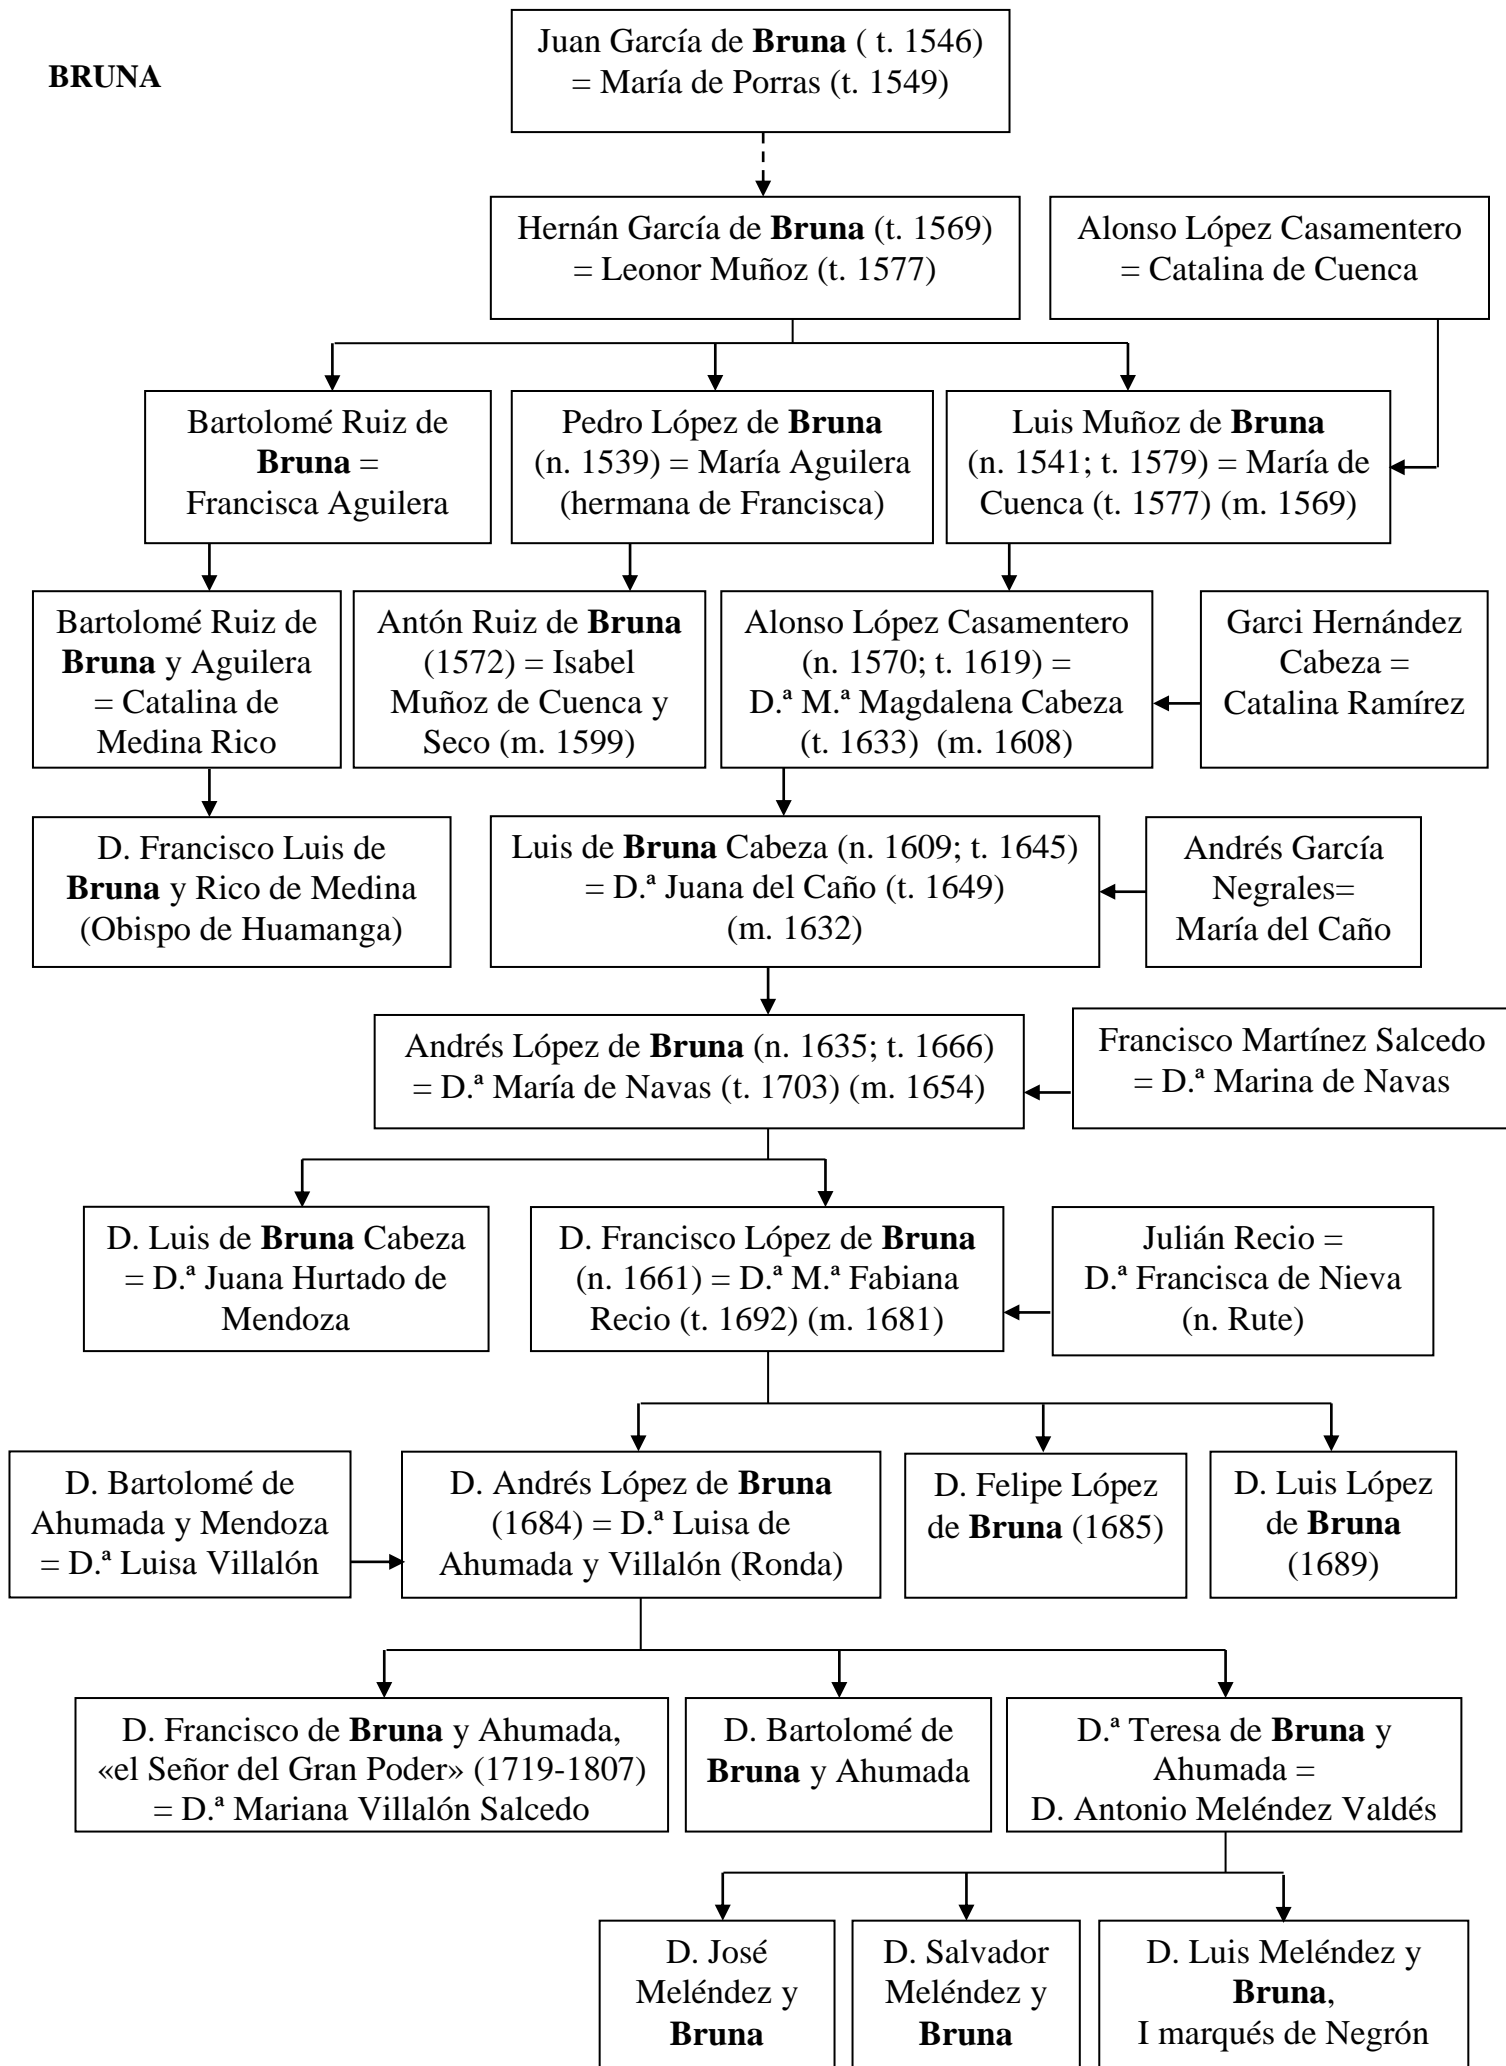 BRUNA
Juan García de Bruna ( t. 1546)
= María de Porras (t. 1549)
Hernán García de Bruna (t. 1569)
= Leonor Muñoz (t. 1577)
Alonso López Casamentero
= Catalina de Cuenca
Bartolomé Ruiz de
Bruna =
Francisca Aguilera
Pedro López de Bruna
(n. 1539) = María Aguilera
(hermana de Francisca)
Luis Muñoz de Bruna
(n. 1541; t. 1579) = María de
Cuenca (t. 1577) (m. 1569)
Bartolomé Ruiz de
Bruna y Aguilera
= Catalina de
Medina Rico
Antón Ruiz de Bruna
(1572) = Isabel
Muñoz de Cuenca y
Seco (m. 1599)
Alonso López Casamentero
(n. 1570; t. 1619) =
D.ª M.ª Magdalena Cabeza
(t. 1633) (m. 1608)
Garci Hernández
Cabeza =
Catalina Ramírez
D. Francisco Luis de
Bruna y Rico de Medina
(Obispo de Huamanga)
Luis de Bruna Cabeza (n. 1609; t. 1645)
= D.ª Juana del Caño (t. 1649)
(m. 1632)
Andrés García
Negrales=
María del Caño
Andrés López de Bruna (n. 1635; t. 1666)
= D.ª María de Navas (t. 1703) (m. 1654)
Francisco Martínez Salcedo
= D.ª Marina de Navas
D. Luis de Bruna Cabeza
= D.ª Juana Hurtado de
Mendoza
D. Francisco López de Bruna
(n. 1661) = D.ª M.ª Fabiana
Recio (t. 1692) (m. 1681)
Julián Recio =
D.ª Francisca de Nieva
(n. Rute)
D. Bartolomé de
Ahumada y Mendoza
= D.ª Luisa Villalón
D. Andrés López de Bruna
(1684) = D.ª Luisa de
Ahumada y Villalón (Ronda)
D. Felipe López
de Bruna (1685)
D. Luis López
de Bruna
(1689)
D. Francisco de Bruna y Ahumada,
«el Señor del Gran Poder» (1719-1807)
= D.ª Mariana Villalón Salcedo
D. Bartolomé de
Bruna y Ahumada
D.ª Teresa de Bruna y
Ahumada =
D. Antonio Meléndez Valdés
D. José
Meléndez y
Bruna
D. Salvador
Meléndez y
Bruna
D. Luis Meléndez y
Bruna,
I marqués de Negrón